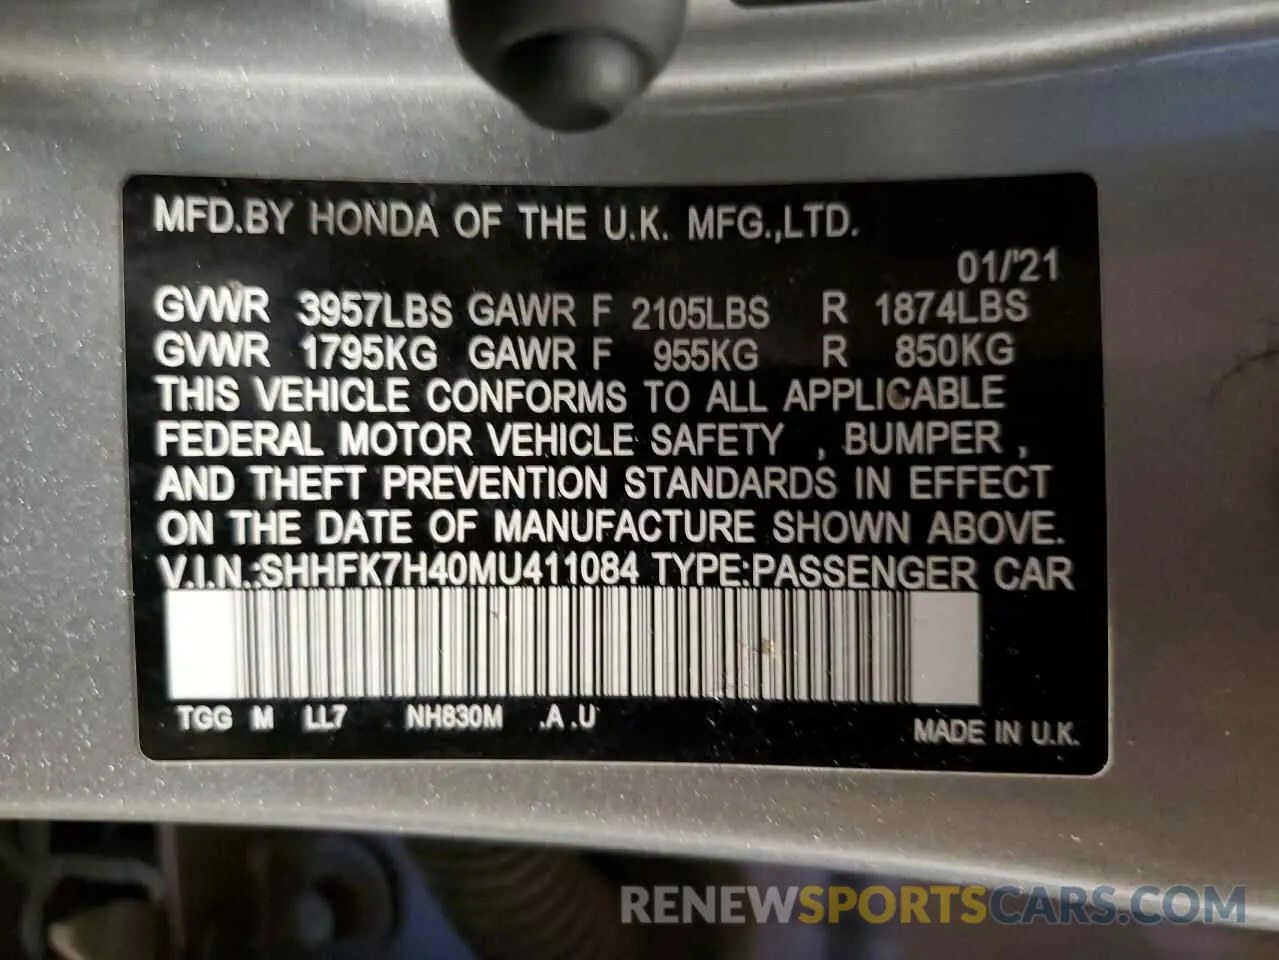 MFD.BY HONDA OF THE U.K. MFG.,LTD.
01/'21
GVWR 3957LBS GAWR F 2105LBS R 1874LBS
GVWR 1795KG GAWR F 955KG R 850KG
THIS VEHICLE CONFORMS TO ALL APPLICABLE
FEDERAL MOTOR VEHICLE SAFETY , BUMPER ,
AND THEFT PREVENTION STANDARDS IN EFFECT
ON THE DATE OF MANUFACTURE SHOWN ABOVE.
V.I.N.:SHHFK7H40MU411084 TYPE:PASSENGER CAR
TGG M LL7 NH830M .A .U
MADE IN U.K.
RENEWSPORTSCARS.COM